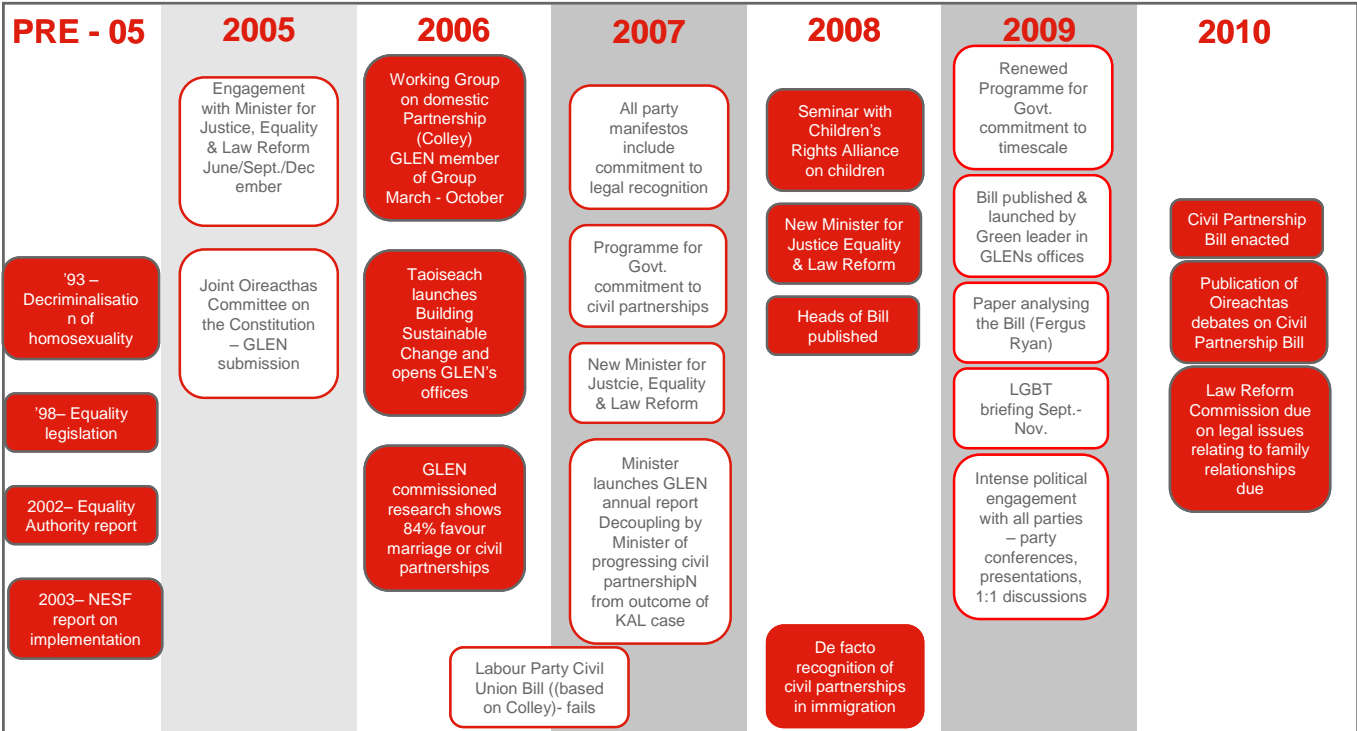 PRE - 05
'93 –
Decriminalisatio
n of
homosexuality
'98– Equality
legislation
2002– Equality
Authority report
2003– NESF
report on
implementation
2005
Engagement
with Minister for
Justice, Equality
& Law Reform
June/Sept./Dec
ember
Joint Oireacthas
Committee on
the Constitution
– GLEN
submission
2006
Working Group
on domestic
Partnership
(Colley)
GLEN member
of Group
March - October
Taoiseach
launches
Building
Sustainable
Change and
opens GLEN's
offices
GLEN
commissioned
research shows
84% favour
marriage or civil
partnerships
Labour Party Civil
Union Bill ((based
on Colley)- fails
2007
All party
manifestos
include
commitment to
legal recognition
Programme for
Govt.
commitment to
civil partnerships
New Minister for
Justcie, Equality
& Law Reform
Minister
launches GLEN
annual report
Decoupling by
Minister of
progressing civil
partnershipN
from outcome of
KAL case
2008
Seminar with
Children's
Rights Alliance
on children
New Minister for
Justice Equality
& Law Reform
Heads of Bill
published
De facto
recognition of
civil partnerships
in immigration
2009
Renewed
Programme for
Govt.
commitment to
timescale
Bill published &
launched by
Green leader in
GLENs offices
Paper analysing
the Bill (Fergus
Ryan)
LGBT
briefing Sept.-
Nov.
Intense political
engagement
with all parties
– party
conferences,
presentations,
1:1 discussions
2010
Civil Partnership
Bill enacted
Publication of
Oireachtas
debates on Civil
Partnership Bill
Law Reform
Commission due
on legal issues
relating to family
relationships
due